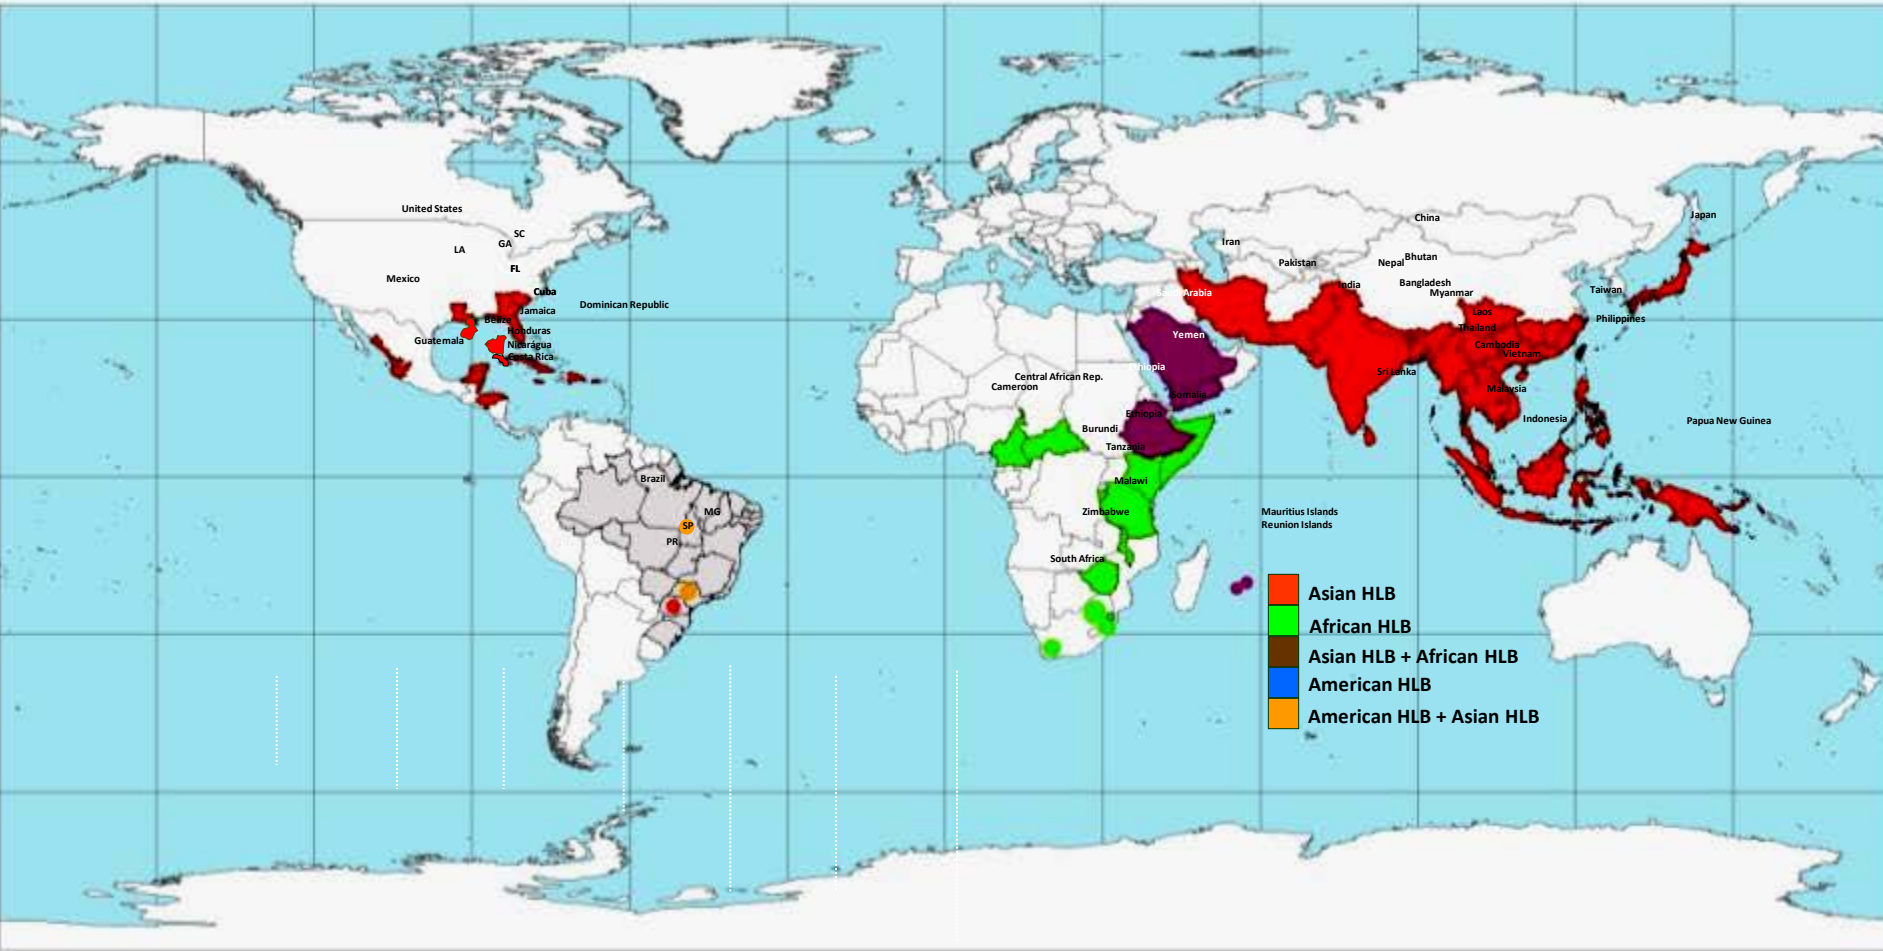 United States
SC
GA
LA
FL
Mexico
Cuba
Dominican Republic
Jamaica
Belize
Honduras
Guatemala
Nicarágua
Costa Rica
Brazil
MG
SP
PR
Central African Rep.
Cameroon
Burundi
Tanzania
Malawi
Zimbabwe
South Africa
Saudi Arabia
Yemen
Ethiopia
Somalia
Ethiopia
Mauritius Islands
Reunion Islands
China
Japan
Iran
Pakistan
Nepal
Bhutan
India
Bangladesh
Myanmar
Taiwan
Laos
Philippines
Thailand
Cambodia
Vietnam
Sri Lanka
Malaysia
Indonesia
Papua New Guinea
Asian HLB
African HLB
Asian HLB + African HLB
American HLB
American HLB + Asian HLB